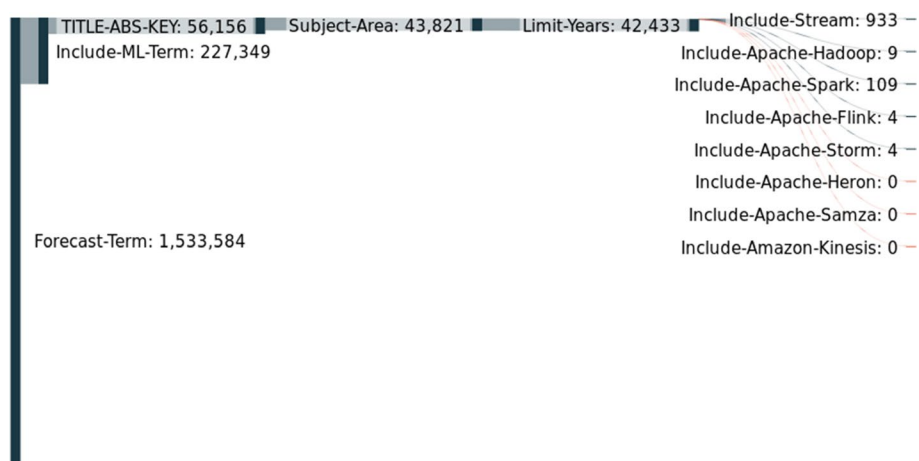 TITLE-ABS-KEY: 56,156
Subject-Area: 43,821
Limit-Years: 42,433
Include-Stream: 933
Include-ML-Term: 227,349
Include-Apache-Hadoop: 9
Include-Apache-Spark: 109
Include-Apache-Flink: 4
Include-Apache-Storm: 4
Include-Apache-Heron: 0
Include-Apache-Samza: 0
Forecast-Term: 1,533,584
Include-Amazon-Kinesis: 0